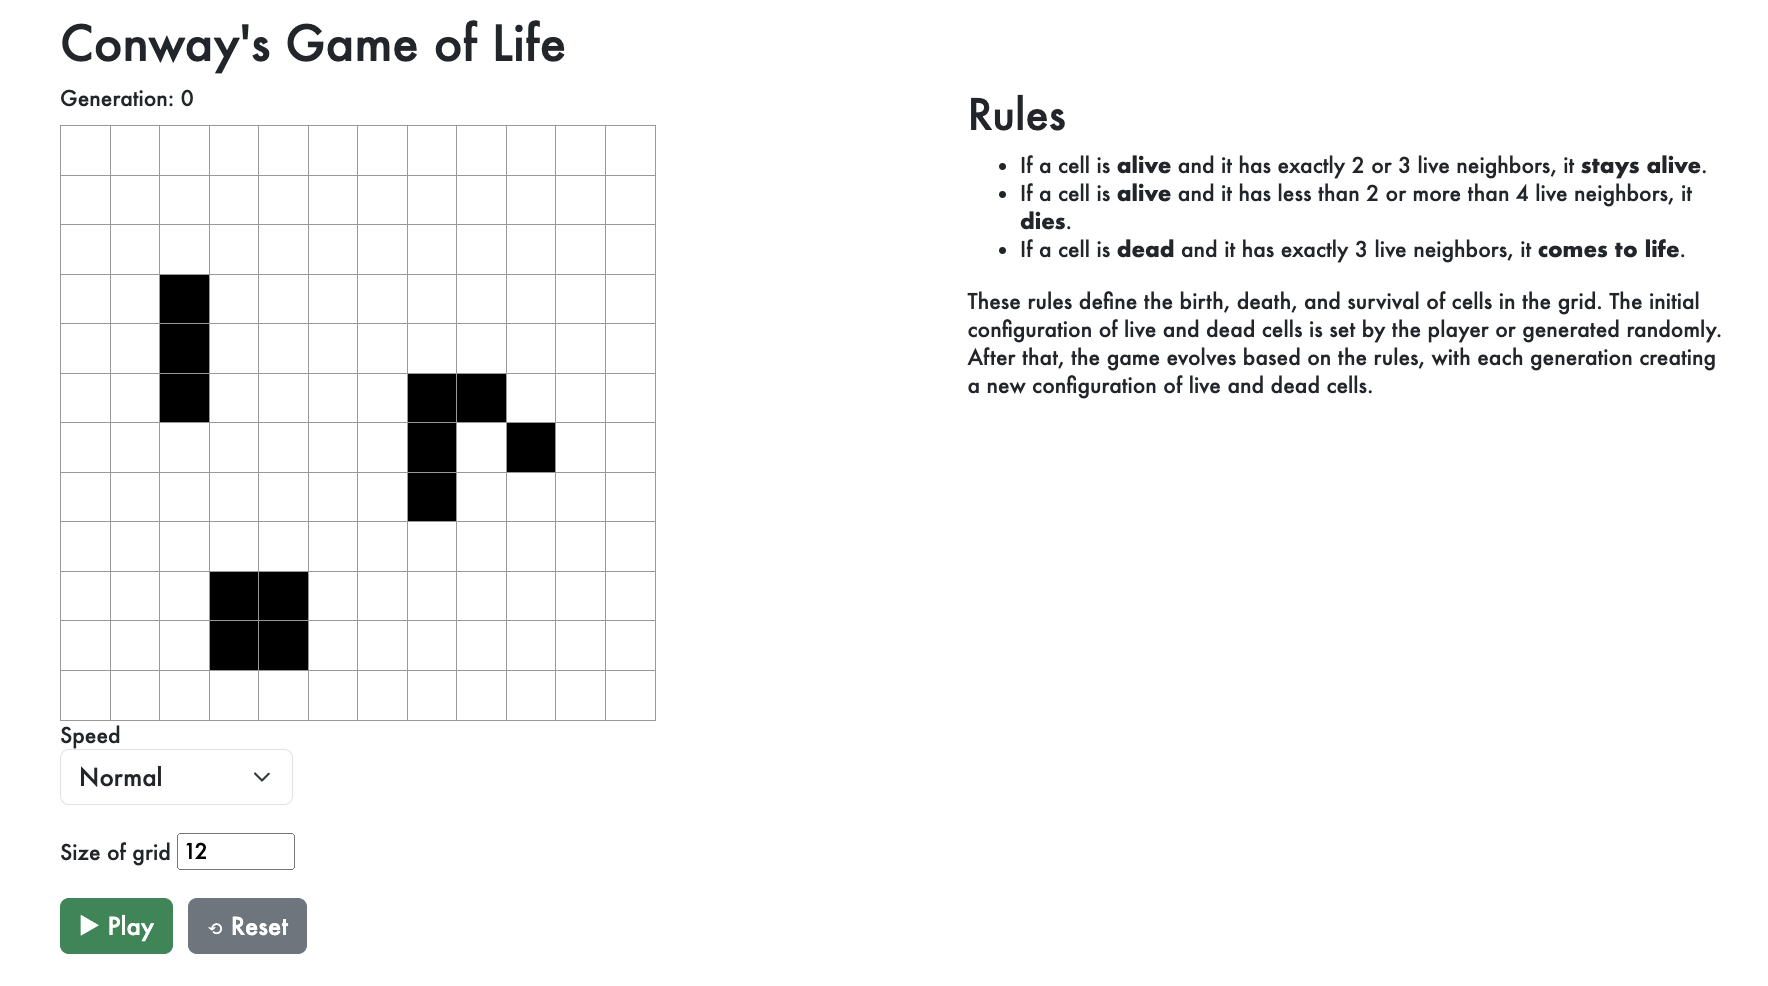 Conway's Game of Life
Generation: 0
Speed
Normal
Size of grid 12
▶ Play
⟲ Reset
Rules
• If a cell is alive and it has exactly 2 or 3 live neighbors, it stays alive.
• If a cell is alive and it has less than 2 or more than 4 live neighbors, it
dies.
• If a cell is dead and it has exactly 3 live neighbors, it comes to life.
These rules define the birth, death, and survival of cells in the grid. The initial
configuration of live and dead cells is set by the player or generated randomly.
After that, the game evolves based on the rules, with each generation creating
a new configuration of live and dead cells.